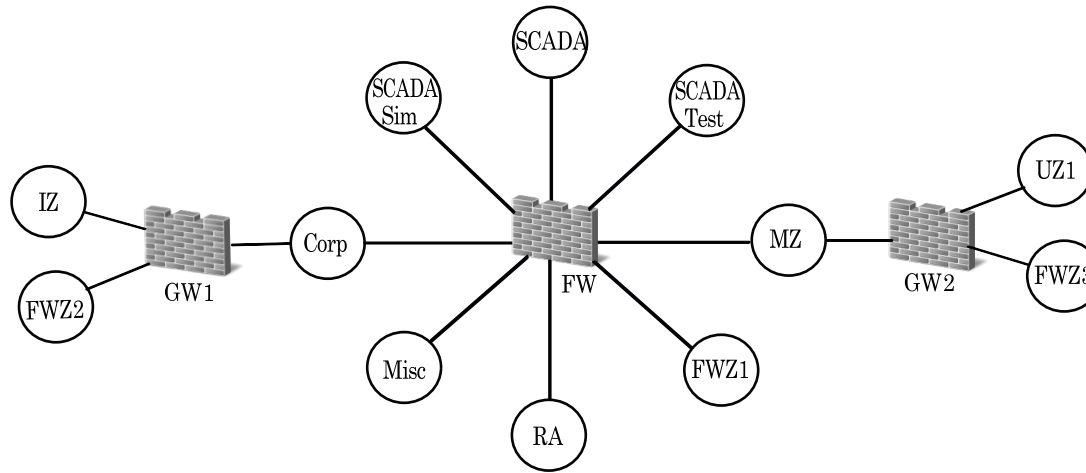 SCADA
SCADA
Sim
SCADA
Test
IZ
Corp
MZ
UZ1
FWZ2
GW1
FW
GW2
FWZ3
Misc
FWZ1
RA